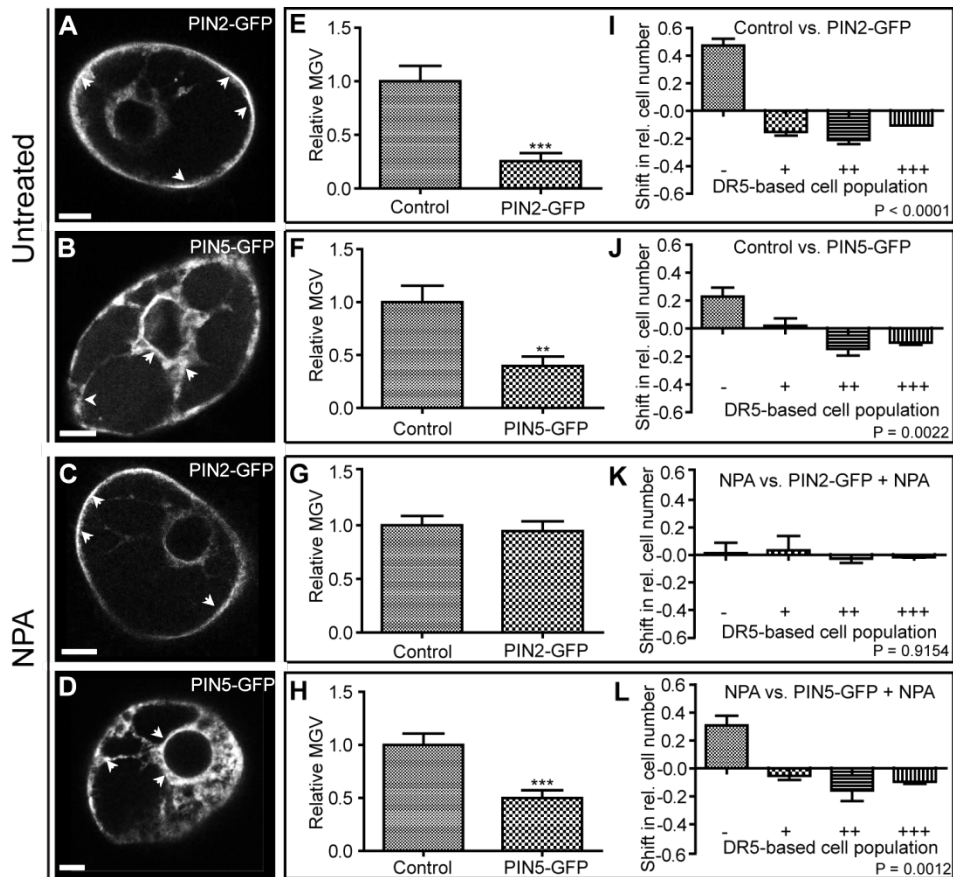 Untreated
NPA
A PIN2-GFP
B PIN5-GFP
C PIN2-GFP
D PIN5-GFP
E
Relative MGV
1.5
1.0
0.5
0.0
***
Control PIN2-GFP
F
Relative MGV
1.5
1.0
0.5
0.0
**
Control PIN5-GFP
G
Relative MGV
1.5
1.0
0.5
0.0
Control PIN2-GFP
H
Relative MGV
1.5
1.0
0.5
0.0
***
Control PIN5-GFP
I Control vs. PIN2-GFP
Shift in rel. cell number
0.6
0.4
0.2
-0.0
-0.2
-0.4
-0.6
- + ++ +++
DR5-based cell population
P < 0.0001
J Control vs. PIN5-GFP
Shift in rel. cell number
0.6
0.4
0.2
-0.0
-0.2
-0.4
-0.6
- + ++ +++
DR5-based cell population
P = 0.0022
K NPA vs. PIN2-GFP + NPA
Shift in rel. cell number
0.6
0.4
0.2
-0.0
-0.2
-0.4
-0.6
- + ++ +++
DR5-based cell population
P = 0.9154
L NPA vs. PIN5-GFP + NPA
Shift in rel. cell number
0.6
0.4
0.2
-0.0
-0.2
-0.4
-0.6
- + ++ +++
DR5-based cell population
P = 0.0012